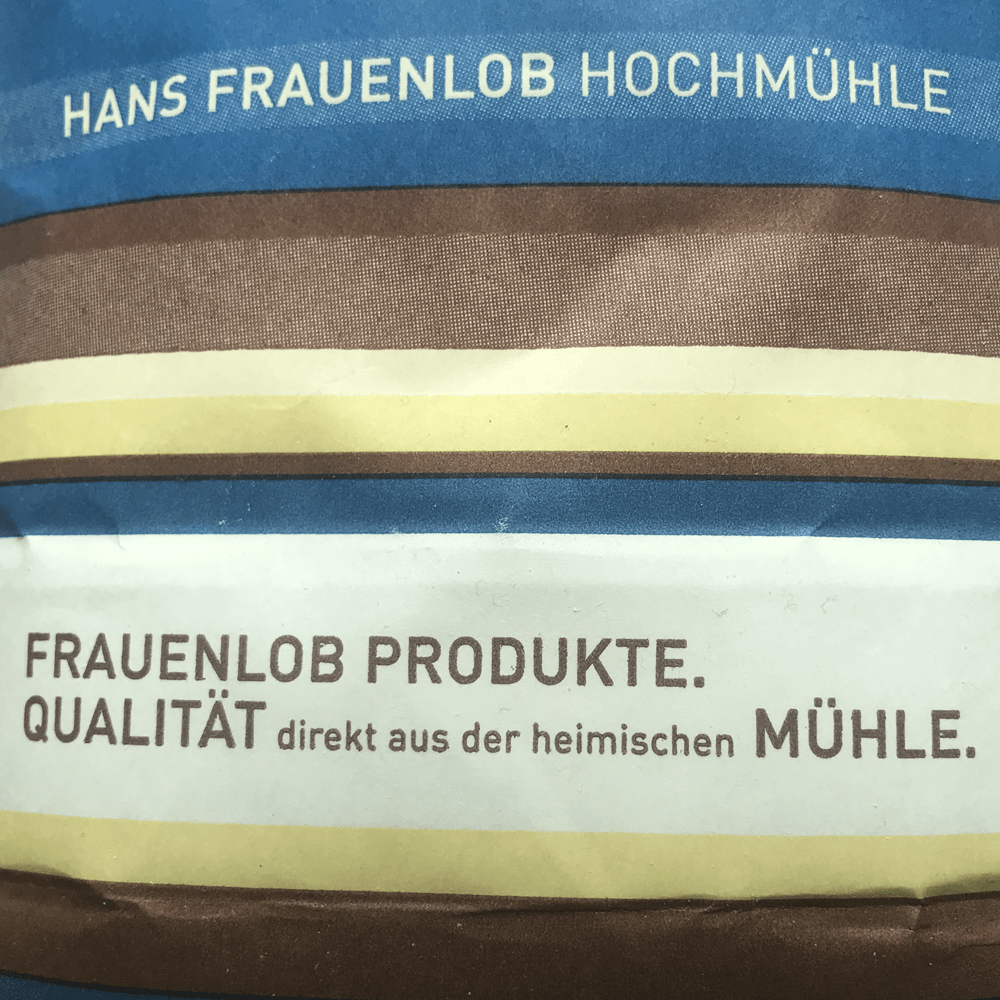 HANS FRAUENLOB HOCHMÜHLE
FRAUENLOB PRODUKTE.
QUALITÄT direkt aus der heimischen MÜHLE.